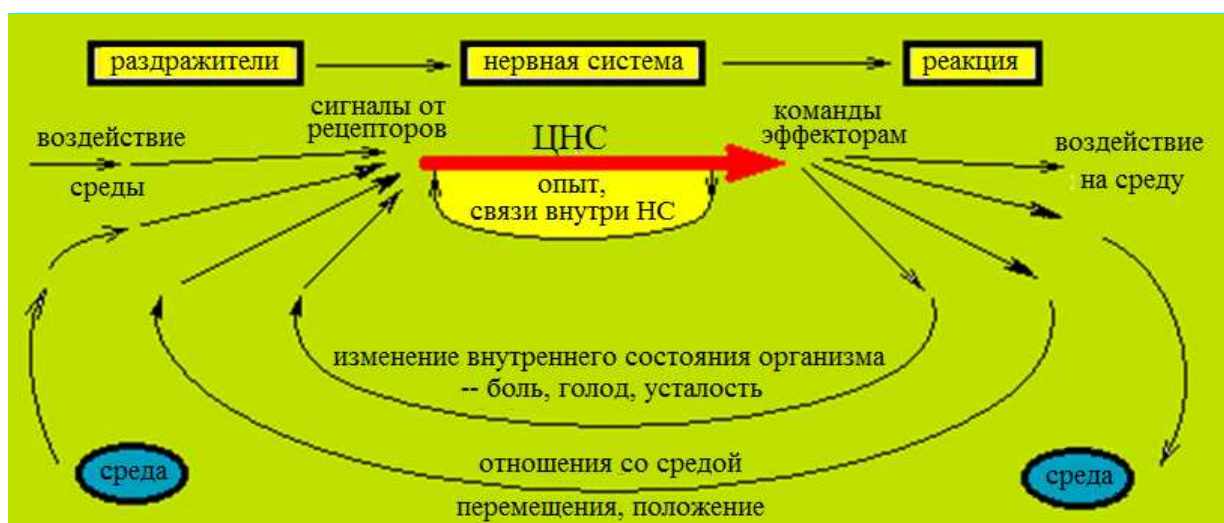 раздражители
нервная система
реакция
сигналы от
рецепторов
команды
эффекторам
воздействие
среды
ЦНС
опыт,
связи внутри НС
воздействие
на среду
изменение внутреннего состояния организма
-- боль, голод, усталость
среда
отношения со средой
перемещения, положение
среда